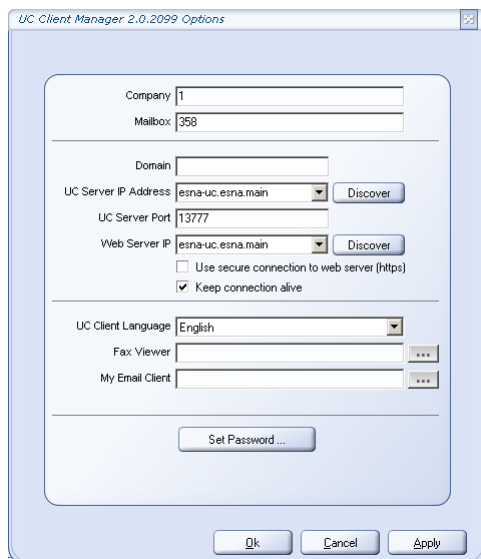 UC Client Manager 2.0.2099 Options
Company 1
Mailbox 358
Domain
UC Server IP Address esna-uc.esna.main Discover
UC Server Port 13777
Web Server IP esna-uc.esna.main Discover
Use secure connection to web server (https)
Keep connection alive
UC Client Language English
Fax Viewer ...
My Email Client ...
Set Password ...
Ok Cancel Apply